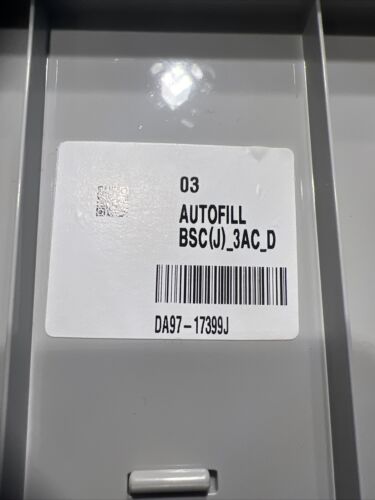 03
AUTOFILL
BSC(J)_3AC_D
DA97-17399J